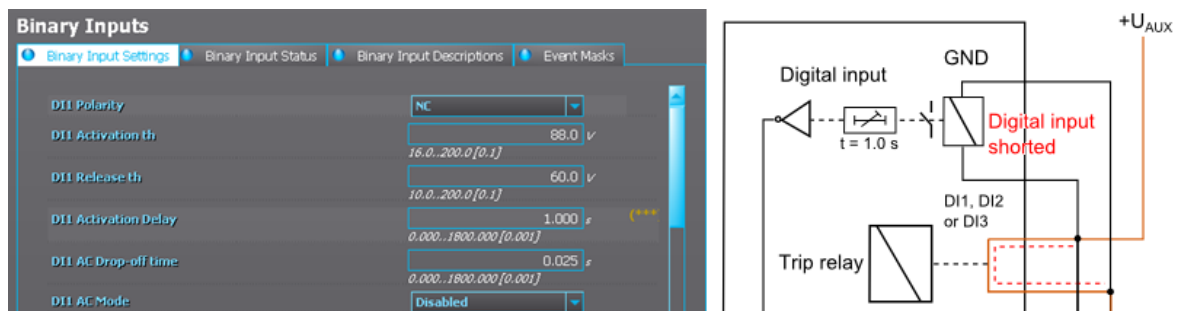 Binary Inputs
Binary Input Settings Binary Input Status Binary Input Descriptions Event Masks
DI1 Polarity NC
DI1 Activation th 88.0 V
16.0..200.0[0.1]
DI1 Release th 60.0 V
10.0..200.0[0.1]
DI1 Activation Delay 1.000 s (***)
0.000..1800.000[0.001]
DI1 AC Drop-off time 0.025 s
0.000..1800.000[0.001]
DI1 AC Mode Disabled
+UAUX
GND
Digital input
Digital input
shorted
t = 1.0 s
DI1, DI2
or DI3
Trip relay